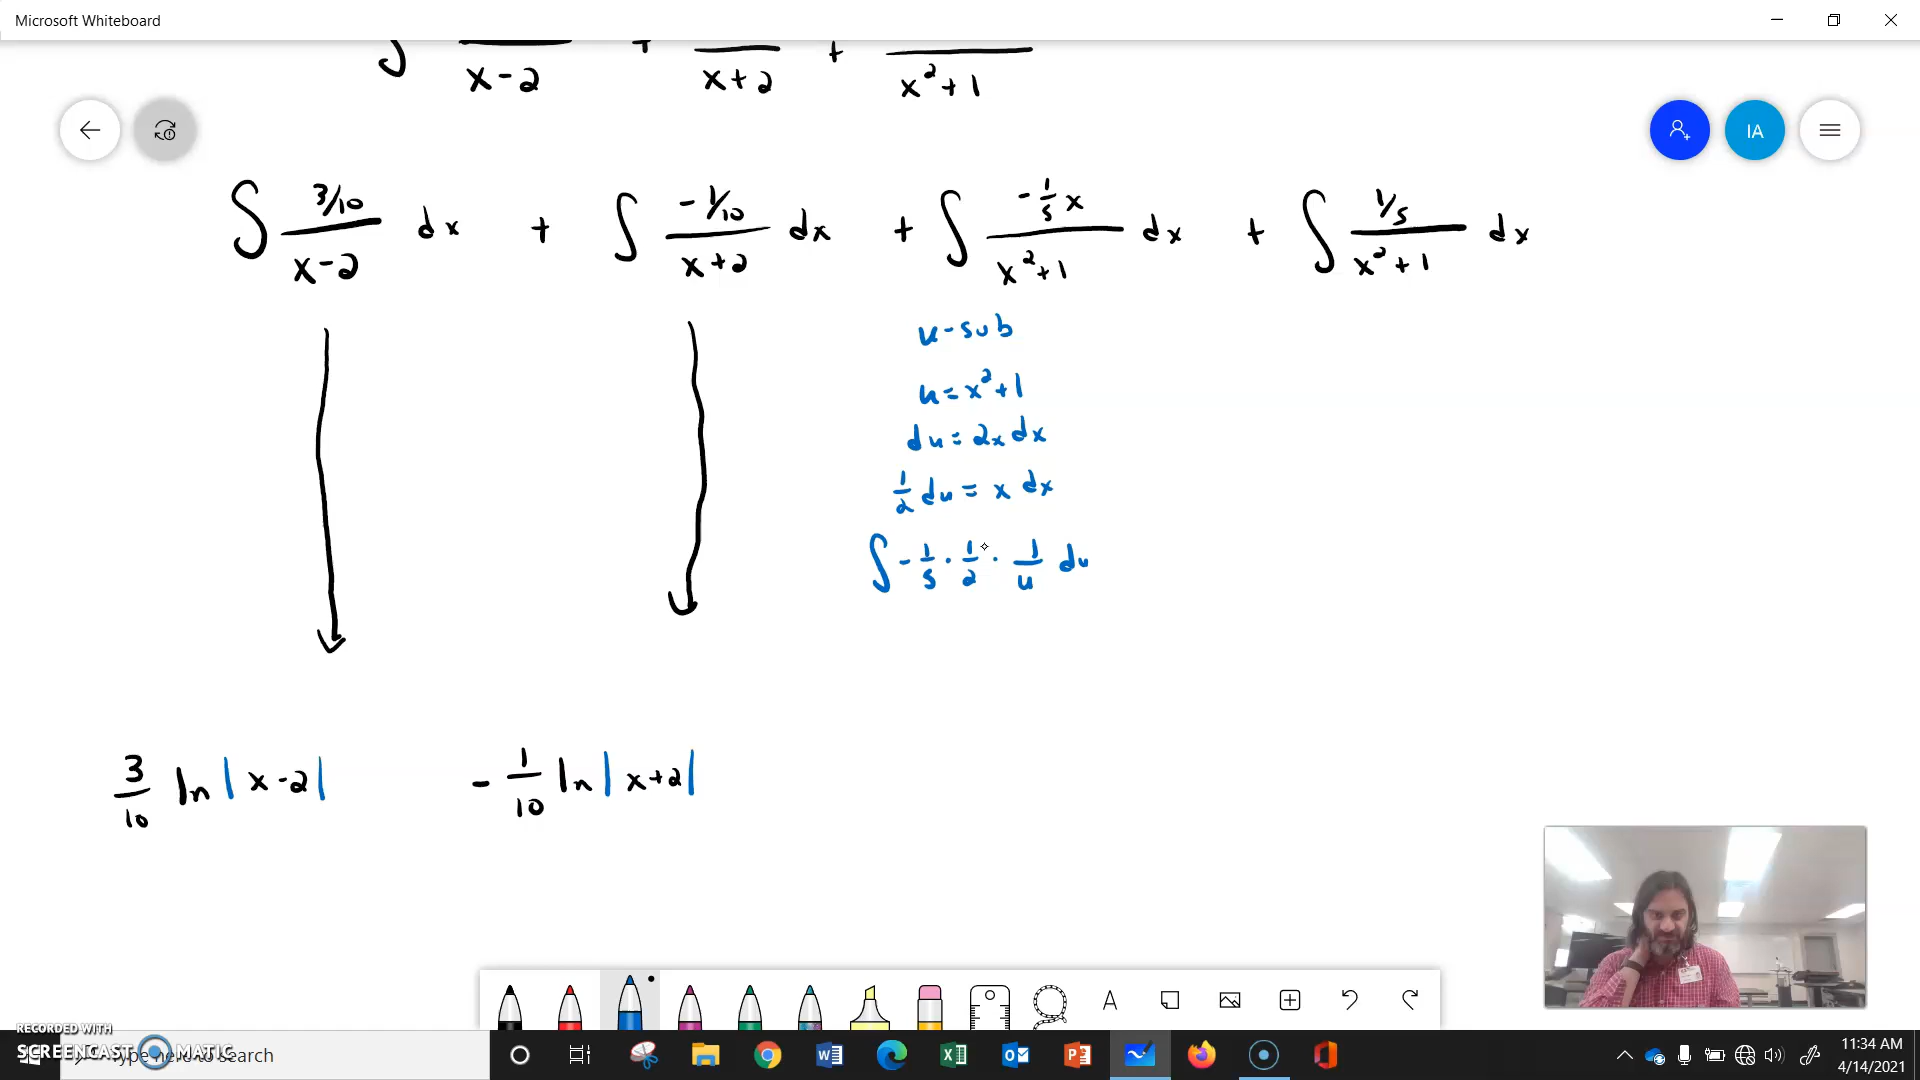 Microsoft Whiteboard
∫ x-2 + x+2 + x²+1
IA
∫ 3/10 / x-2 dx + ∫ -1/10 / x+2 dx + ∫ -1/5 x / x²+1 dx + ∫ 1/5 / x²+1 dx
u-sub
u = x²+1
du = 2x dx
1/2 du = x dx
∫ -1/5 · 1/2 · 1/u du
3/10 ln|x-2| -1/10 ln|x+2|
A
RECORDED WITH
SCREENCAST MATIC
Type here to search
11:34 AM
4/14/2021